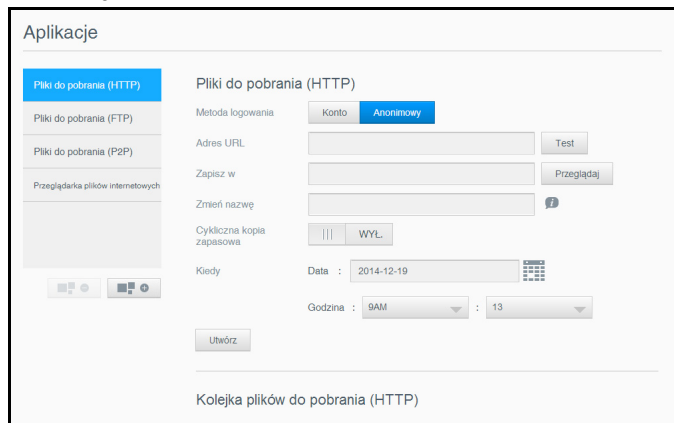 Aplikacje
Pliki do pobrania (HTTP)
Pliki do pobrania (FTP)
Pliki do pobrania (P2P)
Przeglądarka plików internetowych
Pliki do pobrania (HTTP)
Metoda logowania Konto Anonimowy
Adres URL Test
Zapisz w Przeglądaj
Zmień nazwę
Cykliczna kopia
zapasowa
WYŁ.
Kiedy Data : 2014-12-19
Godzina : 9AM : 13
Utwórz
Kolejka plików do pobrania (HTTP)